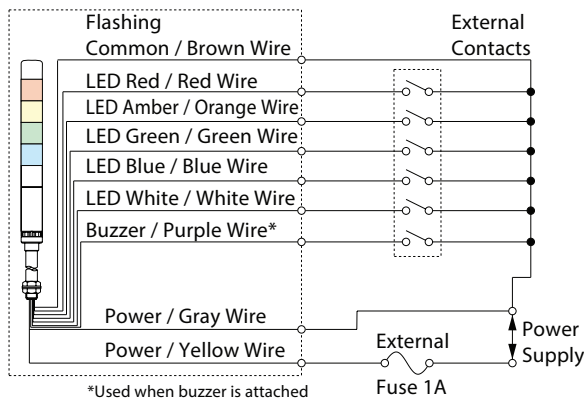 Flashing
Common / Brown Wire
External
Contacts
LED Red / Red Wire
LED Amber / Orange Wire
LED Green / Green Wire
LED Blue / Blue Wire
LED White / White Wire
Buzzer / Purple Wire*
Power / Gray Wire
Power / Yellow Wire
External
Fuse 1A
Power
Supply
*Used when buzzer is attached